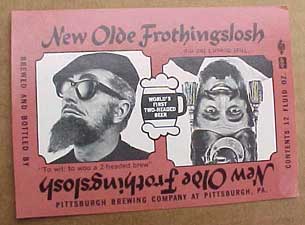 New Olde Frothingslosh
BREWED AND BOTTLED BY
WORLD'S
FIRST
TWO-HEADED
BEER
CONTENTS 12 FLUID OZ.
"To wit: to woo a 2-headed brew"
New Olde Frothingslosh
PITTSBURGH BREWING COMPANY AT PITTSBURGH, PA.